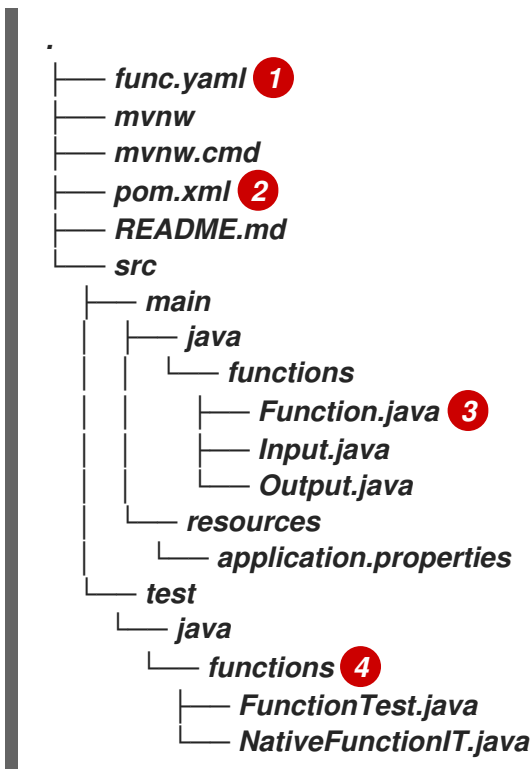 .
├── func.yaml 1
├── mvnw
├── mvnw.cmd
├── pom.xml 2
├── README.md
└── src
    ├── main
    │   ├── java
    │   │   └── functions
    │   │       ├── Function.java 3
    │   │       ├── Input.java
    │   │       └── Output.java
    │   └── resources
    │       └── application.properties
    └── test
        └── java
            └── functions 4
                ├── FunctionTest.java
                └── NativeFunctionIT.java